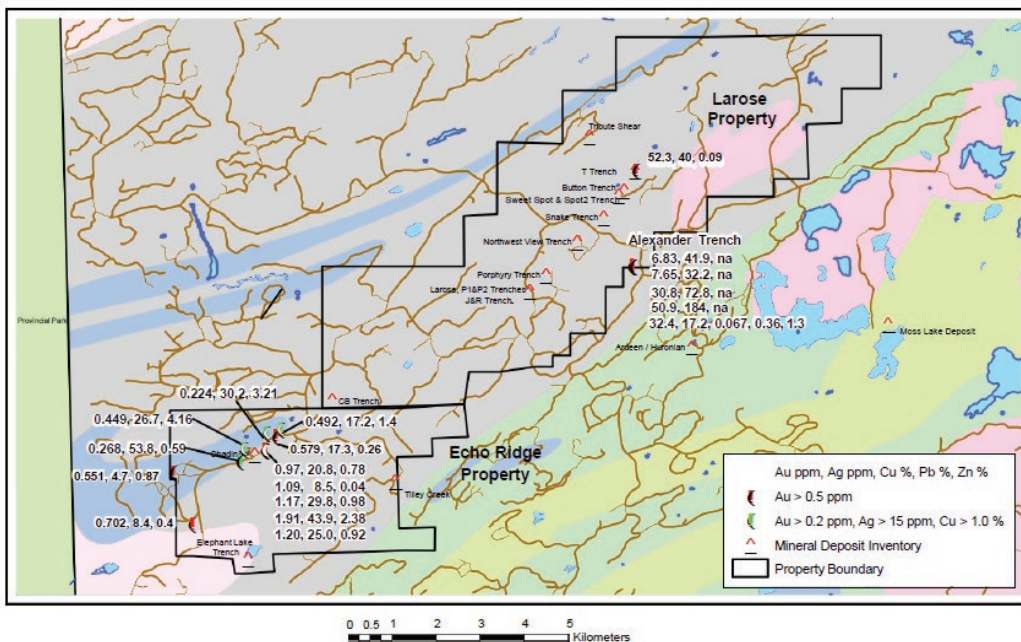 Larose
Property
Tribute Shear
52.3, 40, 0.09
T Trench
Button Trench
Sweet Spot & Spot2 Trench
Snake Trench
Alexander Trench
Northwest View Trench
6.83, 41.9, na
7.65, 32.2, na
Porphyry Trench
30.8, 72.8, na
Larose, P1&P2 Trenches
50.9, 184, na
J&R Trench.
32.4, 17.2, 0.067, 0.36, 1.3
Provincial Park
Moss Lake Deposit
Ardeen / Huronian
0.224, 30.2, 3.21
GB Trench
0.449, 26.7, 4.16
0.492, 17.2, 1.4
0.268, 53.8, 0.59
0.579, 17.3, 0.26
Echo Ridge
Property
0.551, 4.7, 0.87
0.97, 20.8, 0.78
1.09, 8.5, 0.04
1.17, 29.8, 0.98
1.91, 43.9, 2.38
1.20, 25.0, 0.92
Tilley Creek
0.702, 8.4, 0.4
Elephant Lake
Trench
Au ppm, Ag ppm, Cu %, Pb %, Zn %
Au > 0.5 ppm
Au > 0.2 ppm, Ag > 15 ppm, Cu > 1.0 %
Mineral Deposit Inventory
Property Boundary
0 0.5 1 2 3 4 5
Kilometers